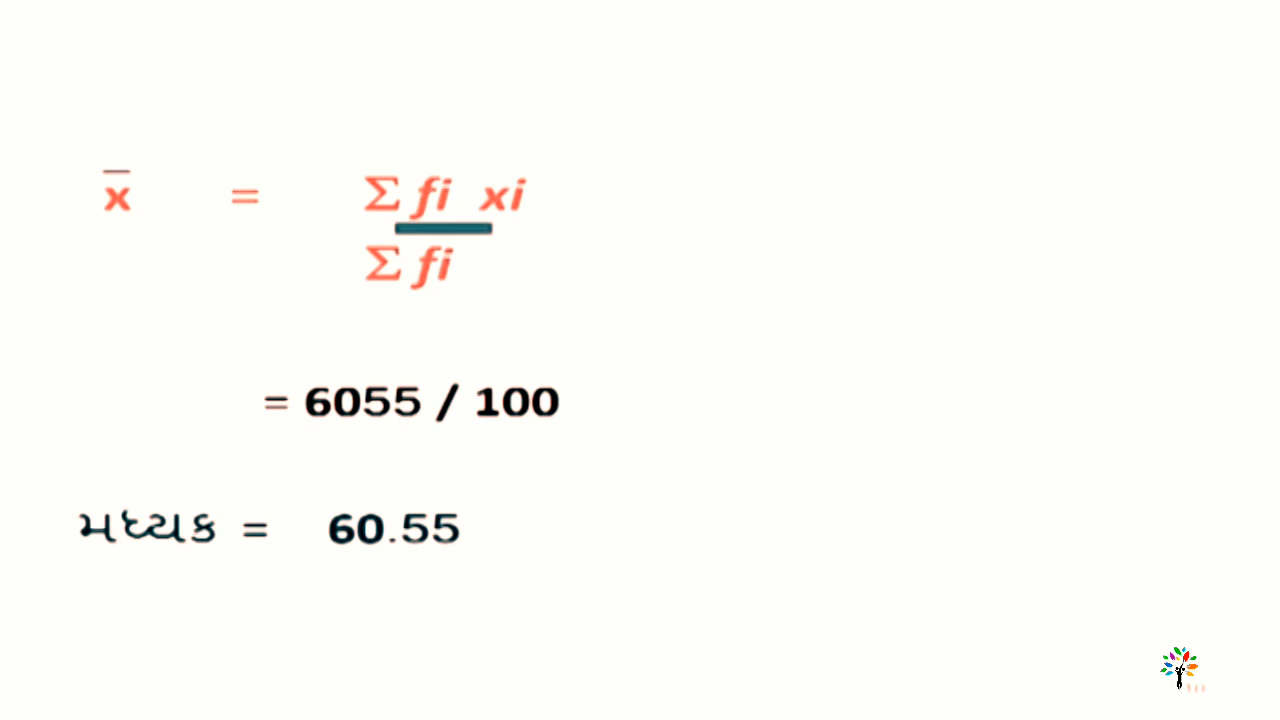 x̄ = Σ fi xi
Σ fi
= 6055 / 100
મધ્યક = 60.55